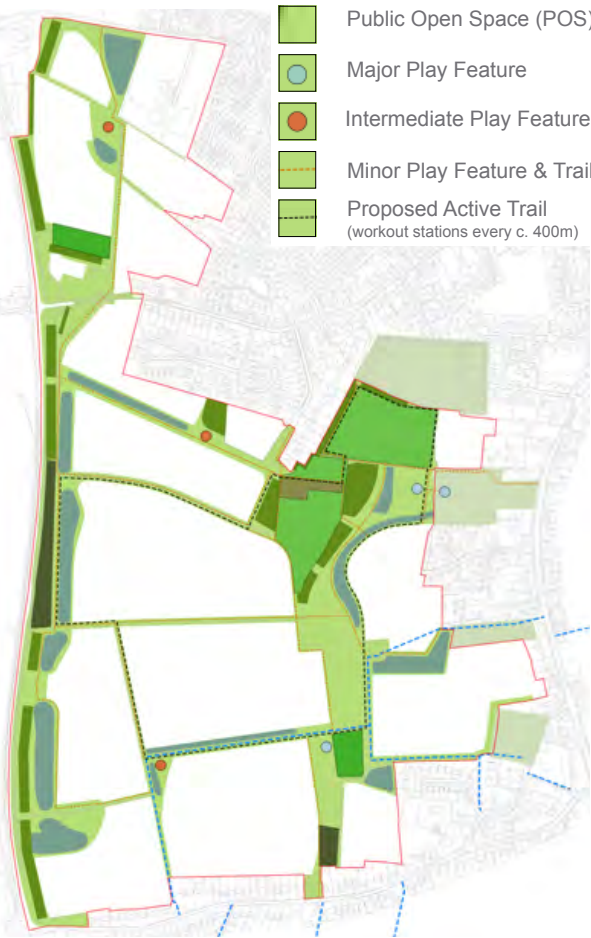 Public Open Space (POS)
Major Play Feature
Intermediate Play Feature
Minor Play Feature & Trail
Proposed Active Trail
(workout stations every c. 400m)